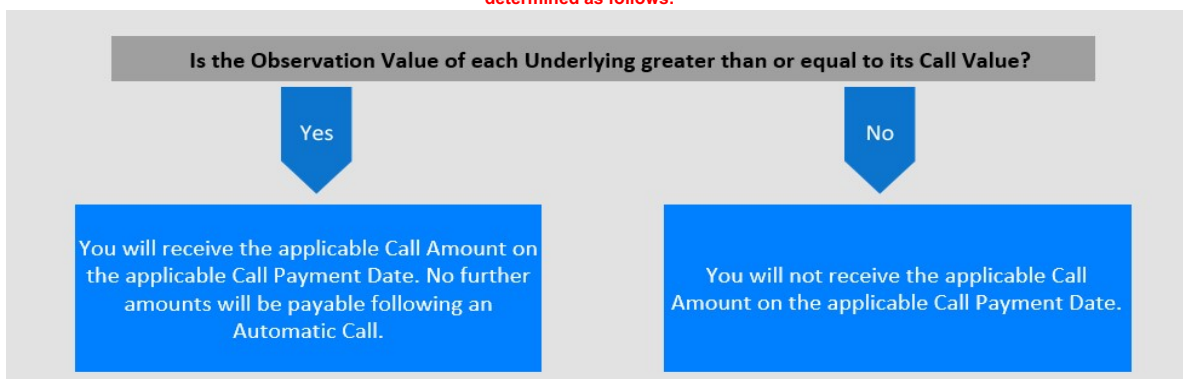 determined as follows:
Is the Observation Value of each Underlying greater than or equal to its Call Value?
Yes
No
You will receive the applicable Call Amount on
the applicable Call Payment Date. No further
amounts will be payable following an
Automatic Call.
You will not receive the applicable Call
Amount on the applicable Call Payment Date.